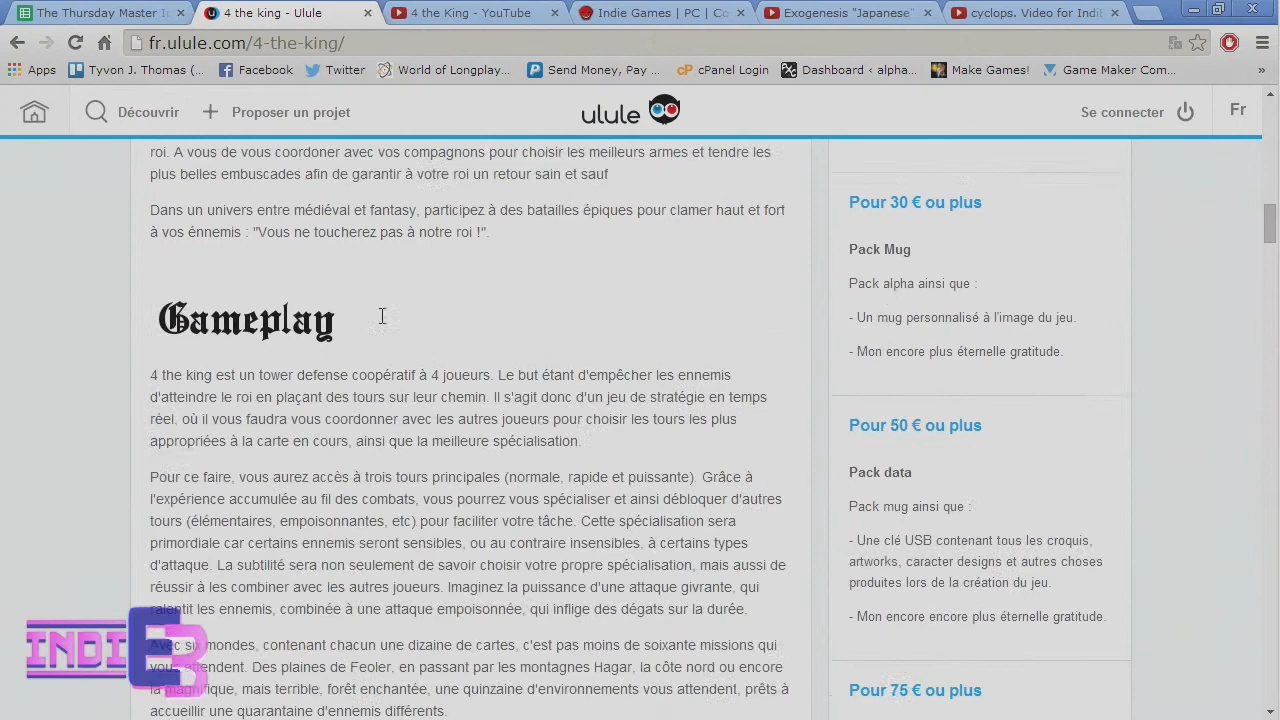 The Thursday Master I
4 the king - Ulule
4 the King - YouTube
Indie Games | PC | Co
Exogenesis "Japanese"
cyclops. Video for Indi
fr.ulule.com/4-the-king/
Apps
Tyvon J. Thomas (...
Facebook
Twitter
World of Longplay...
Send Money, Pay ...
cPanel Login
Dashboard ‹ alpha...
Make Games!
Game Maker Com...
»
Découvrir
Proposer un projet
ulule
Se connecter
Fr
roi. A vous de vous coordoner avec vos compagnons pour choisir les meilleurs armes et tendre les
plus belles embuscades afin de garantir à votre roi un retour sain et sauf
Dans un univers entre médiéval et fantasy, participez à des batailles épiques pour clamer haut et fort
à vos énnemis : "Vous ne toucherez pas à notre roi !".
Gameplay
4 the king est un tower defense coopératif à 4 joueurs. Le but étant d'empêcher les ennemis
d'atteindre le roi en plaçant des tours sur leur chemin. Il s'agit donc d'un jeu de stratégie en temps
réel, où il vous faudra vous coordonner avec les autres joueurs pour choisir les tours les plus
appropriées à la carte en cours, ainsi que la meilleure spécialisation.
Pour ce faire, vous aurez accès à trois tours principales (normale, rapide et puissante). Grâce à
l'expérience accumulée au fil des combats, vous pourrez vous spécialiser et ainsi débloquer d'autres
tours (élémentaires, empoisonnantes, etc) pour faciliter votre tâche. Cette spécialisation sera
primordiale car certains ennemis seront sensibles, ou au contraire insensibles, à certains types
d'attaque. La subtilité sera non seulement de savoir choisir votre propre spécialisation, mais aussi de
réussir à les combiner avec les autres joueurs. Imaginez la puissance d'une attaque givrante, qui
ralentit les ennemis, combinée à une attaque empoisonnée, qui inflige des dégats sur la durée.
Avec six mondes, contenant chacun une dizaine de cartes, c'est pas moins de soixante missions qui
vous attendent. Des plaines de Feoler, en passant par les montagnes Hagar, la côte nord ou encore
la magnifique, mais terrible, forêt enchantée, une quinzaine d'environnements vous attendent, prêts à
accueillir une quarantaine d'ennemis différents.
Pour 30 € ou plus
Pack Mug
Pack alpha ainsi que :
- Un mug personnalisé à l'image du jeu.
- Mon encore plus éternelle gratitude.
Pour 50 € ou plus
Pack data
Pack mug ainsi que :
- Une clé USB contenant tous les croquis,
artworks, caracter designs et autres choses
produites lors de la création du jeu.
- Mon encore encore plus éternelle gratitude.
Pour 75 € ou plus
INDIE3